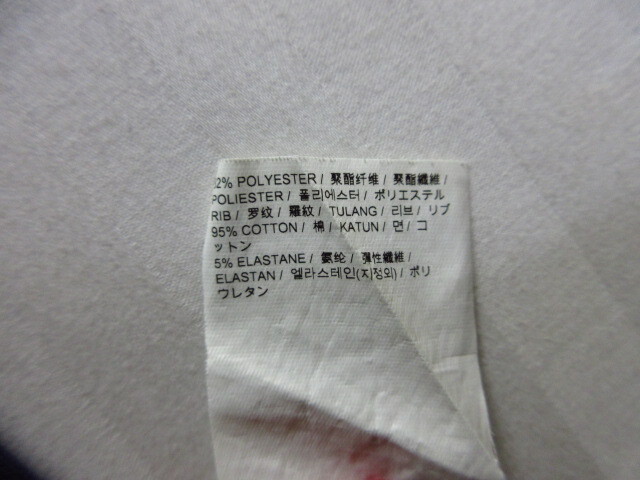 2% POLYESTER / 聚酯纤维 / 聚酯纖維 /
POLIESTER / 폴리에스터 / ポリエステル
RIB / 罗纹 / 羅紋 / TULANG / 리브 / リブ
95% COTTON / 棉 / KATUN / 면 / コ
ットン
5% ELASTANE / 氨纶 / 彈性纖維 /
ELASTAN / 엘라스테인(지정외) / ポリ
ウレタン